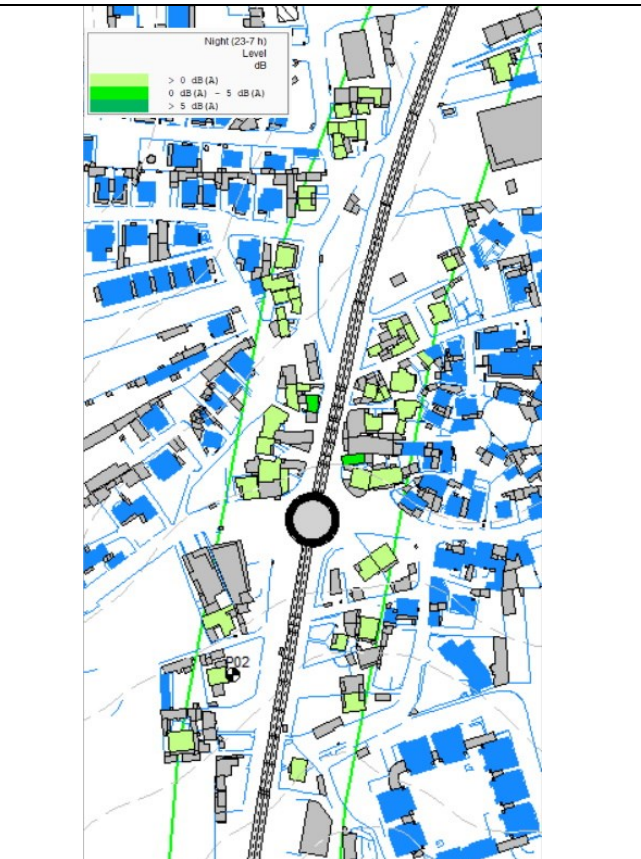 Night (23-7 h)
Level
dB
> 0 dB(A)
0 dB(A) - 5 dB(A)
> 5 dB(A)
P02